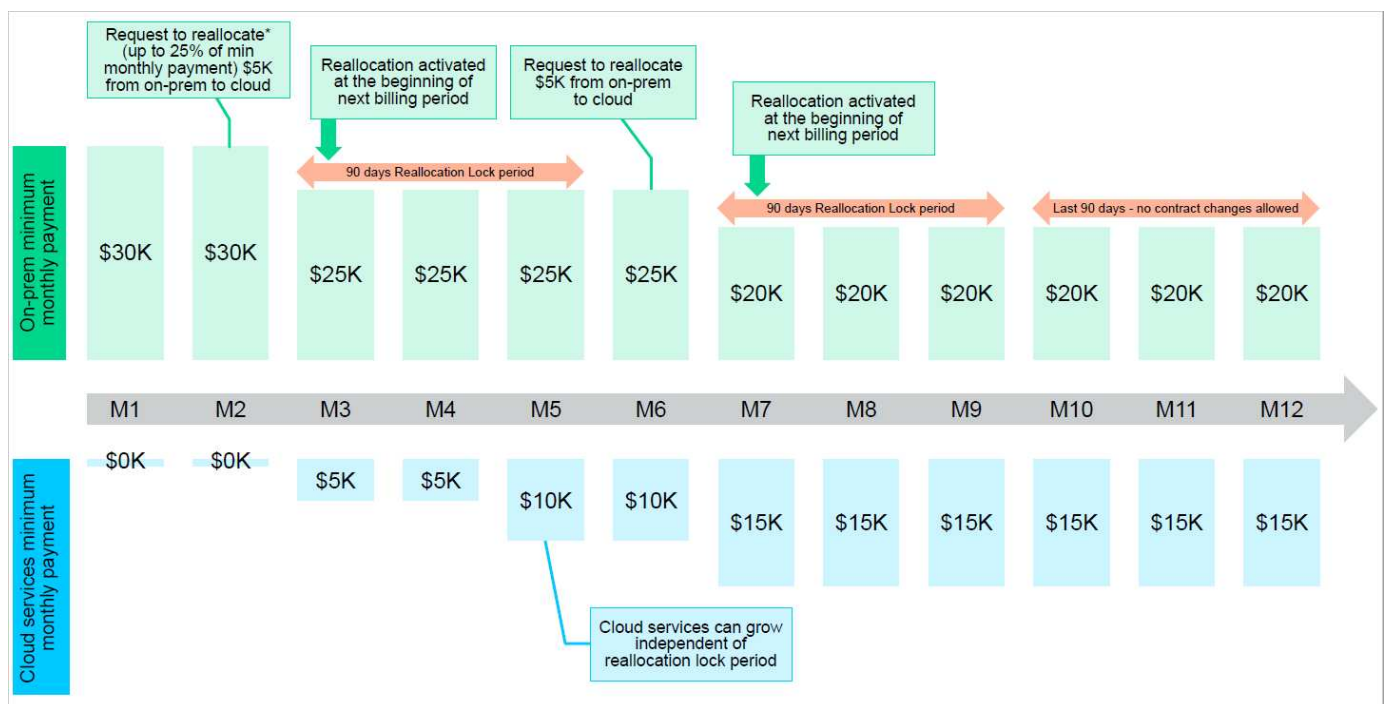 Request to reallocate*
(up to 25% of min
monthly payment) $5K
from on-prem to cloud
Reallocation activated
at the beginning of
next billing period
Request to reallocate
$5K from on-prem
to cloud
Reallocation activated
at the beginning of
next billing period
90 days Reallocation Lock period
90 days Reallocation Lock period
Last 90 days - no contract changes allowed
On-prem minimum
monthly payment
$30K $30K $25K $25K $25K $25K $20K $20K $20K $20K $20K $20K
M1 M2 M3 M4 M5 M6 M7 M8 M9 M10 M11 M12
Cloud services minimum
monthly payment
$0K $0K $5K $5K $10K $10K $15K $15K $15K $15K $15K $15K
Cloud services can grow
independent of
reallocation lock period